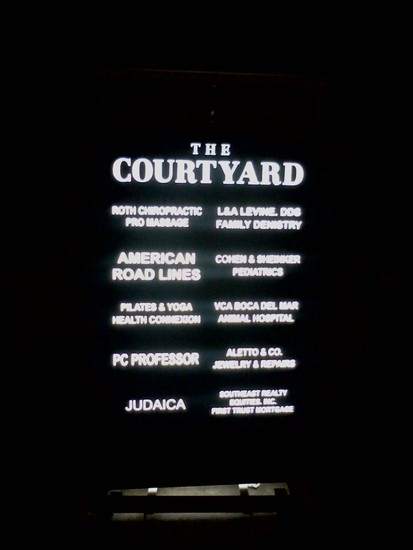 THE
COURTYARD
ROTH CHIROPRACTIC
PRO MASSAGE
L&A LEVINE. DDS
FAMILY DENISTRY
AMERICAN
ROAD LINES
COHEN & SHEINKER
PEDIATRICS
PILATES & YOGA
HEALTH CONNEXION
VCA BOCA DEL MAR
ANIMAL HOSPITAL
PC PROFESSOR
ALETTO & CO.
JEWELRY & REPAIRS
JUDAICA
SOUTHEAST REALTY
EQUITIES. INC.
FIRST TRUST MORTGAGE